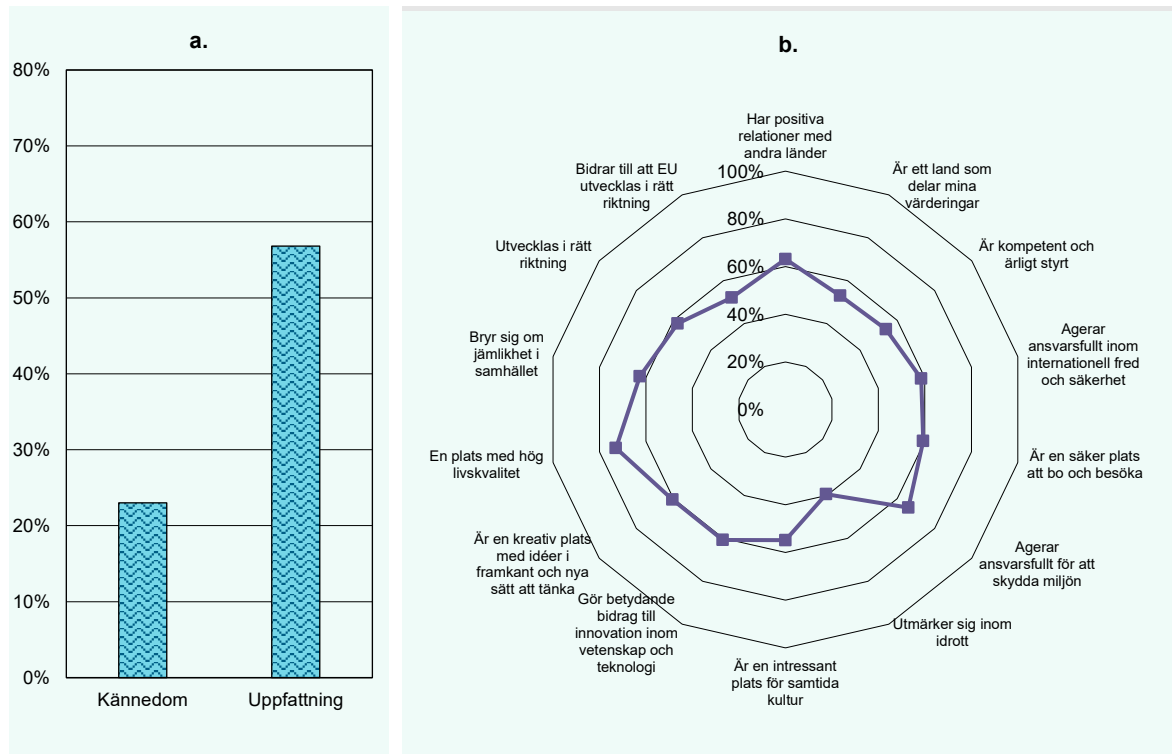 a.
80%
70%
60%
50%
40%
30%
20%
10%
0%
Kännedom
Uppfattning
b.
Har positiva
relationer med
andra länder
Är ett land som
delar mina
värderingar
Är kompetent och
ärligt styrt
Agerar
ansvarsfullt inom
internationell fred
och säkerhet
Är en säker plats
att bo och besöka
Agerar
ansvarsfullt för att
skydda miljön
Utmärker sig inom
idrott
Är en intressant
plats för samtida
kultur
Gör betydande
bidrag till
innovation inom
vetenskap och
teknologi
Är en kreativ plats
med idéer i
framkant och nya
sätt att tänka
En plats med hög
livskvalitet
Bryr sig om
jämlikhet i
samhället
Utvecklas i rätt
riktning
Bidrar till att EU
utvecklas i rätt
riktning
100%
80%
60%
40%
20%
0%